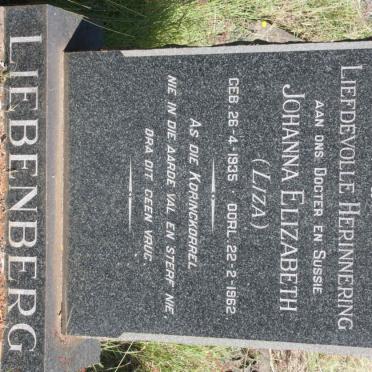 LIEFDEVOLLE HERINNERING
AAN ONS DOGTER EN SUSSIE
JOHANNA ELIZABETH
(LIZA)
GEB. 26-4-1935 OORL. 22-2-1962.
AS DIE KORINGKORREL
NIE IN DIE AARDE VAL EN STERF NIE,
DRA DIT GEEN VRUG.
LIEBENBERG